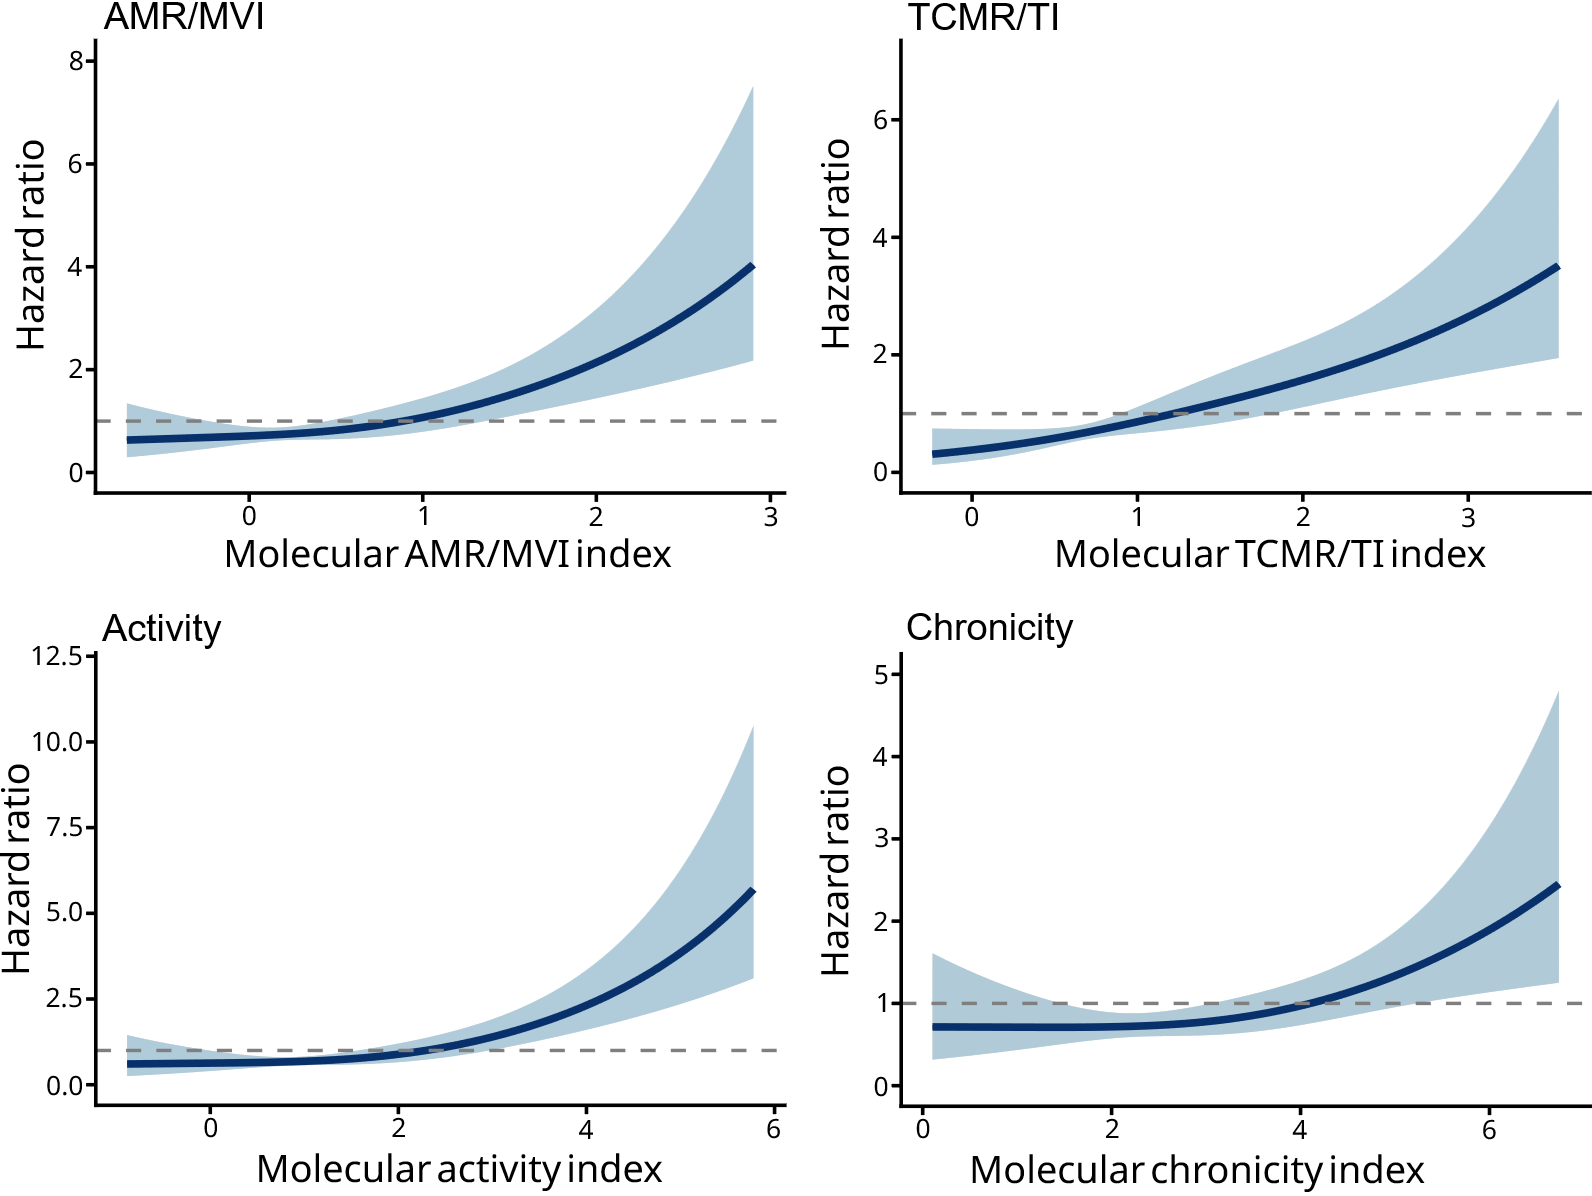 AMR/MVI
8
6
4
2
0
Hazard ratio
0 1 2 3
Molecular AMR/MVI index
TCMR/TI
6
4
2
0
Hazard ratio
0 1 2 3
Molecular TCMR/TI index
Activity
12.5
10.0
7.5
5.0
2.5
0.0
Hazard ratio
0 2 4 6
Molecular activity index
Chronicity
5
4
3
2
1
0
Hazard ratio
0 2 4 6
Molecular chronicity index